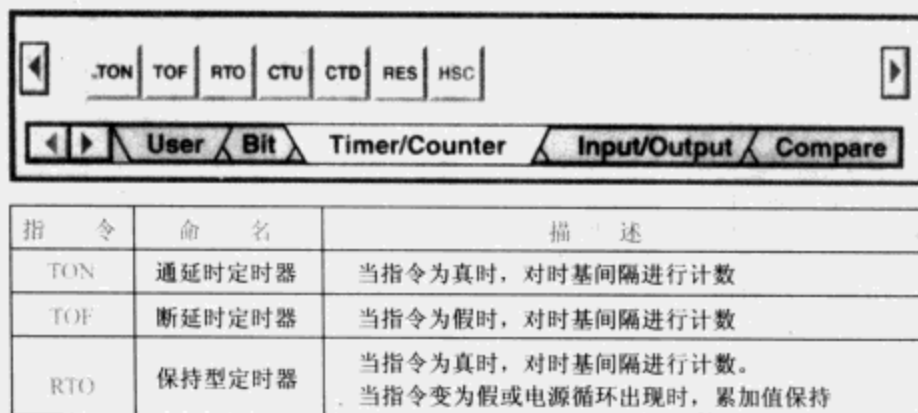 TON TOF RTO CTU CTD RES HSC
User Bit Timer/Counter Input/Output Compare
指 令 命 名 描 述
TON 通延时定时器 当指令为真时，对时基间隔进行计数
TOF 断延时定时器 当指令为假时，对时基间隔进行计数
RTO 保持型定时器 当指令为真时，对时基间隔进行计数。
当指令变为假或电源循环出现时，累加值保持